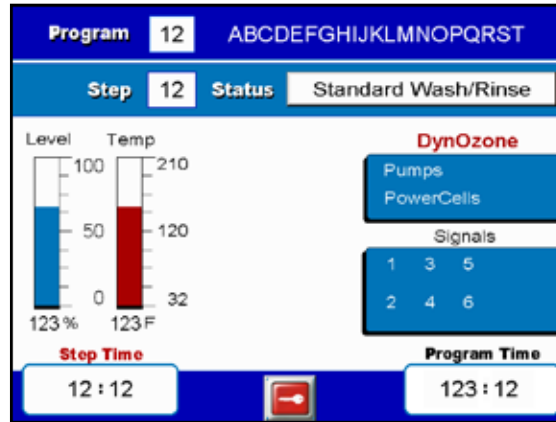 Program 12 ABCDEFGHIJKLMNOPQRST
Step 12 Status Standard Wash/Rinse
Level Temp DynOzone
100 210 Pumps
PowerCells
50 120 Signals
1 3 5
0 32 2 4 6
123 % 123 F
Step Time Program Time
12 : 12 123 : 12